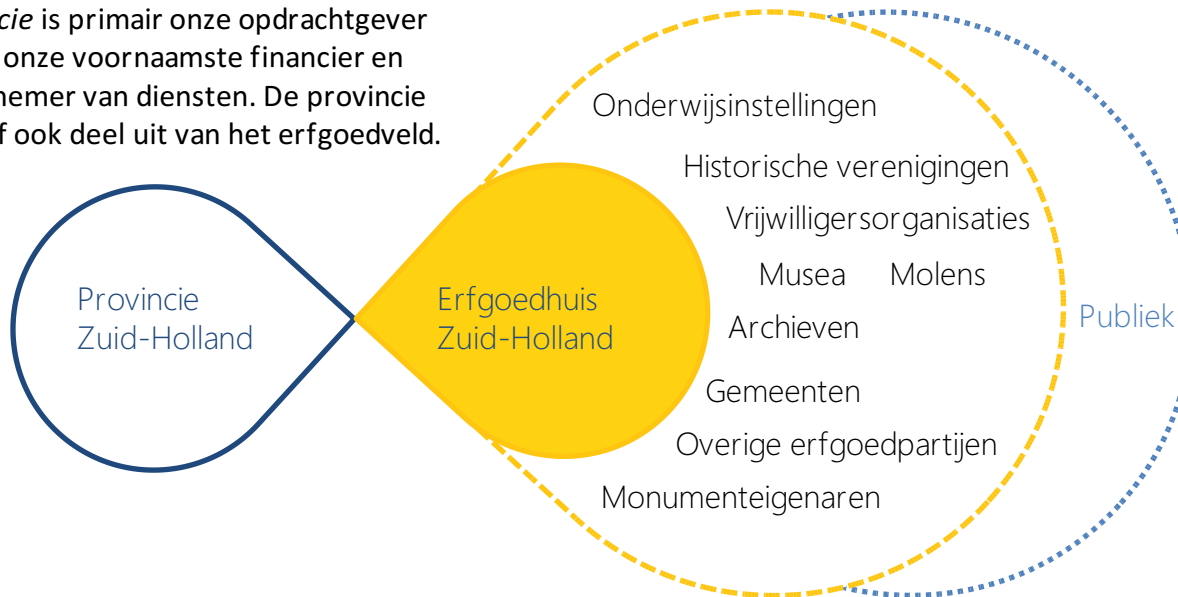 cie is primair onze opdrachtgever
onze voornaamste financier en
nemer van diensten. De provincie
f ook deel uit van het erfgoedveld.
Onderwijsinstellingen
Historische verenigingen
Vrijwilligersorganisaties
Musea Molens
Provincie
Zuid-Holland
Erfgoedhuis
Zuid-Holland
Archieven
Publiek
Gemeenten
Overige erfgoedpartijen
Monumenteigenaren